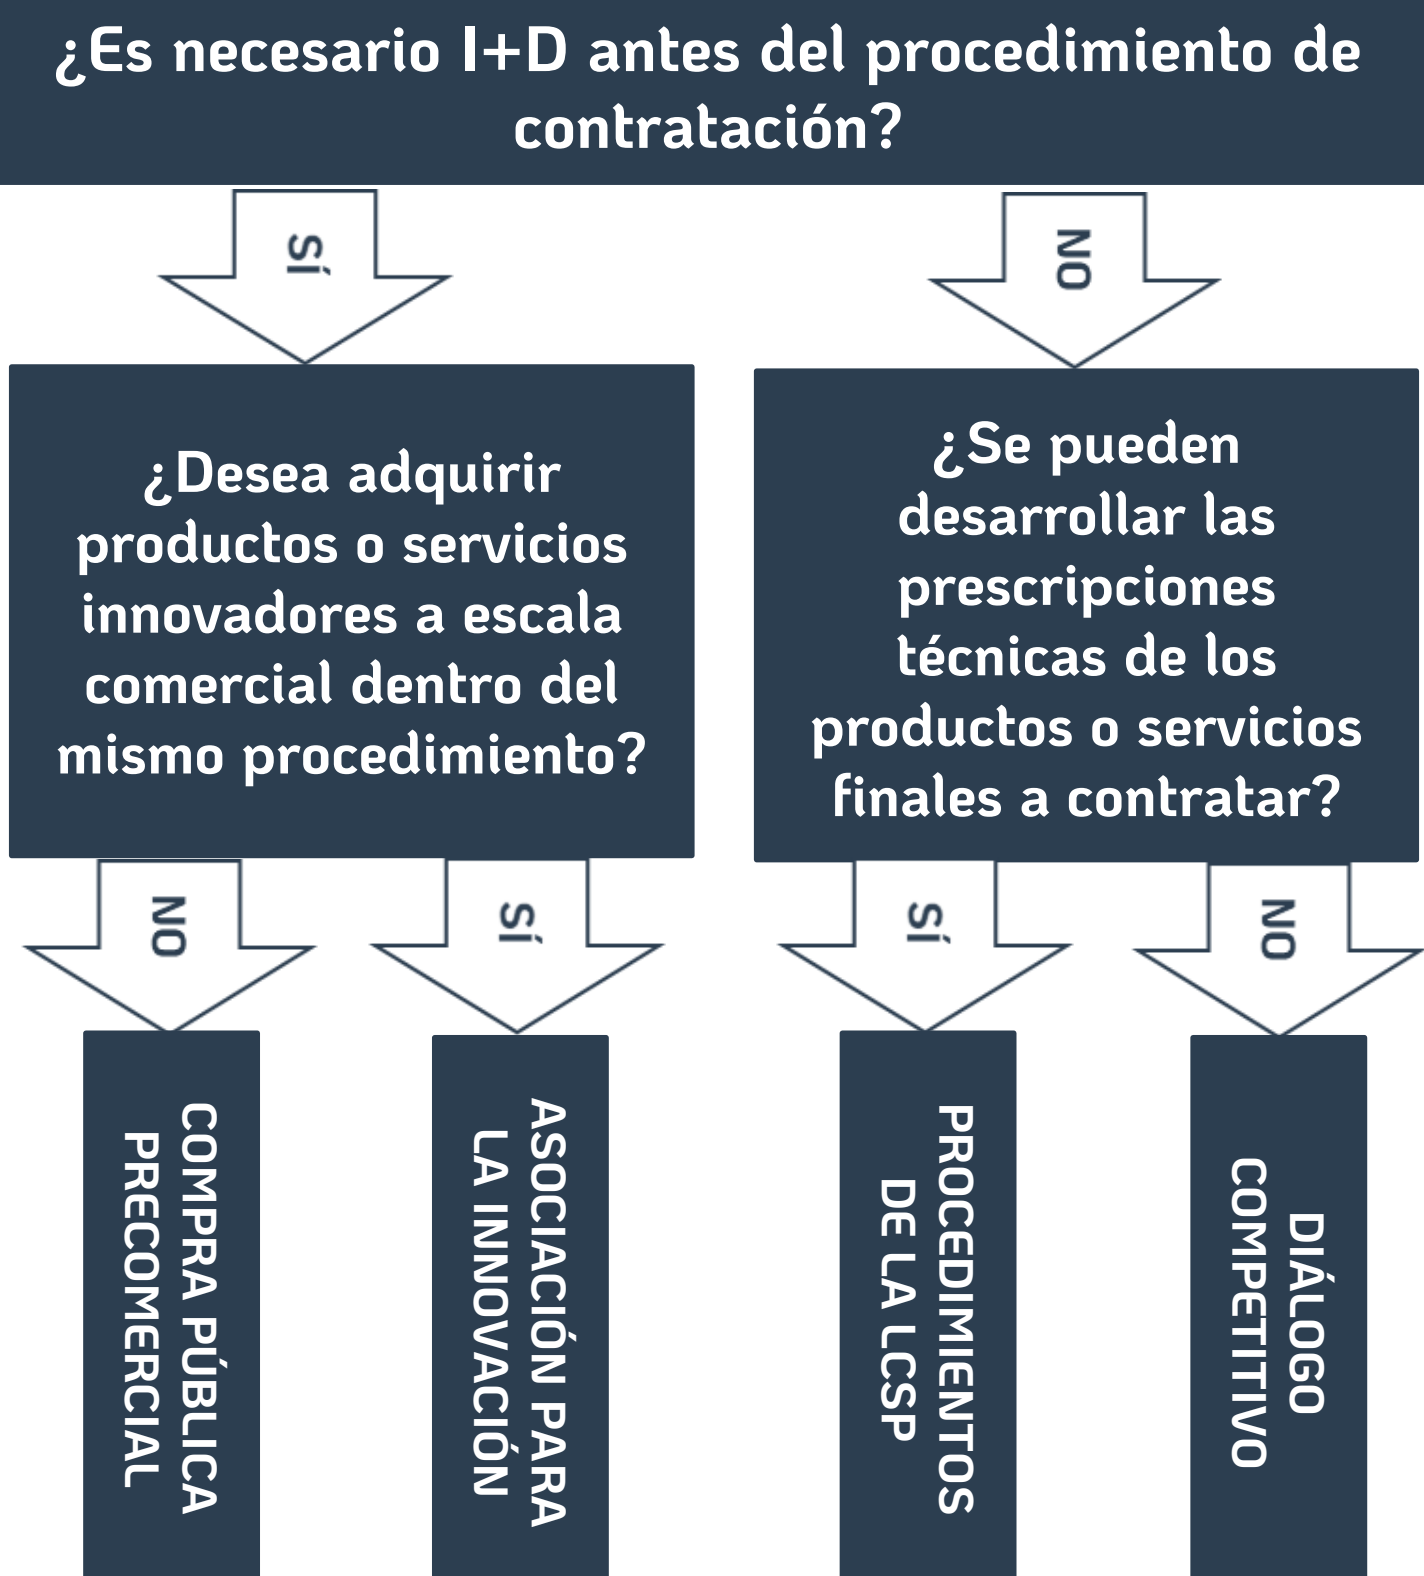 ¿Es necesario I+D antes del procedimiento de
contratación?
SÍ
NO
¿Desea adquirir
productos o servicios
innovadores a escala
comercial dentro del
mismo procedimiento?
¿Se pueden
desarrollar las
prescripciones
técnicas de los
productos o servicios
finales a contratar?
NO
SÍ
SÍ
NO
COMPRA PÚBLICA
PRECOMERCIAL
ASOCIACIÓN PARA
LA INNOVACIÓN
PROCEDIMIENTOS
DE LA LCSP
DIÁLOGO
COMPETITIVO